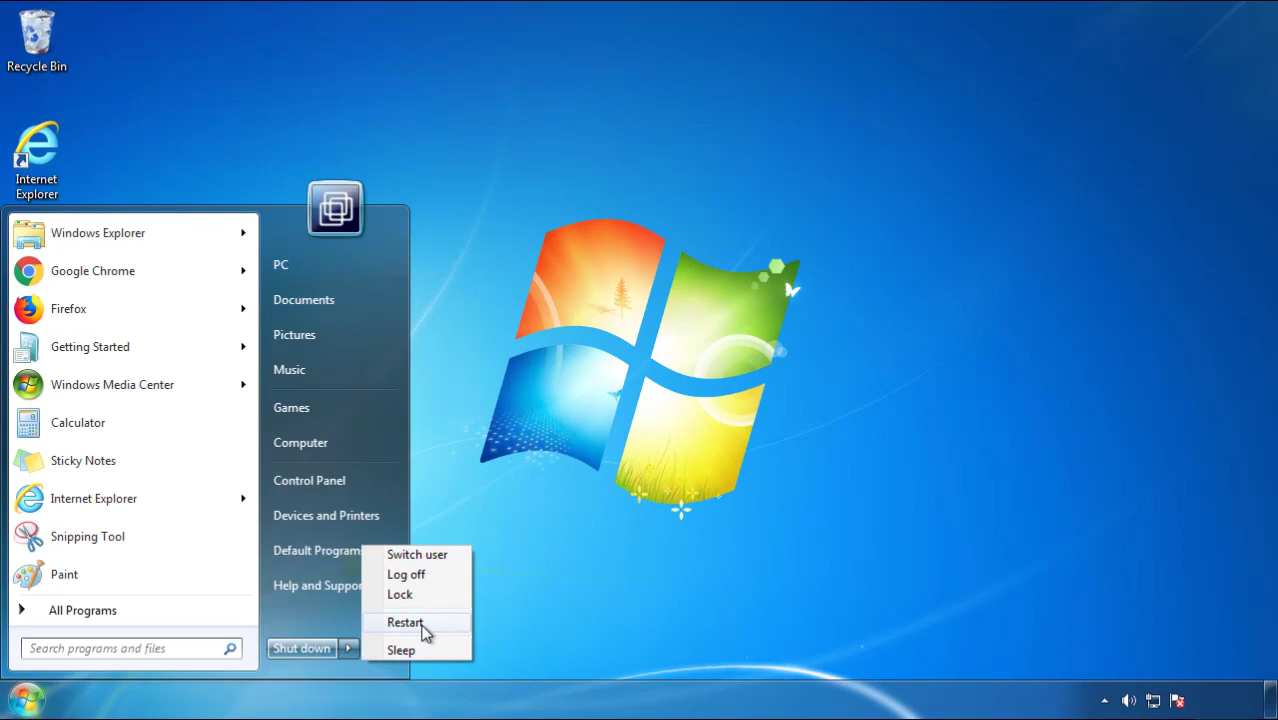 Recycle Bin
Internet
Explorer
Windows Explorer
Google Chrome
Firefox
Getting Started
Windows Media Center
Calculator
Sticky Notes
Internet Explorer
Snipping Tool
Paint
All Programs
Search programs and files
PC
Documents
Pictures
Music
Games
Computer
Control Panel
Devices and Printers
Default Program
Help and Suppor
Shut down
Switch user
Log off
Lock
Restart
Sleep